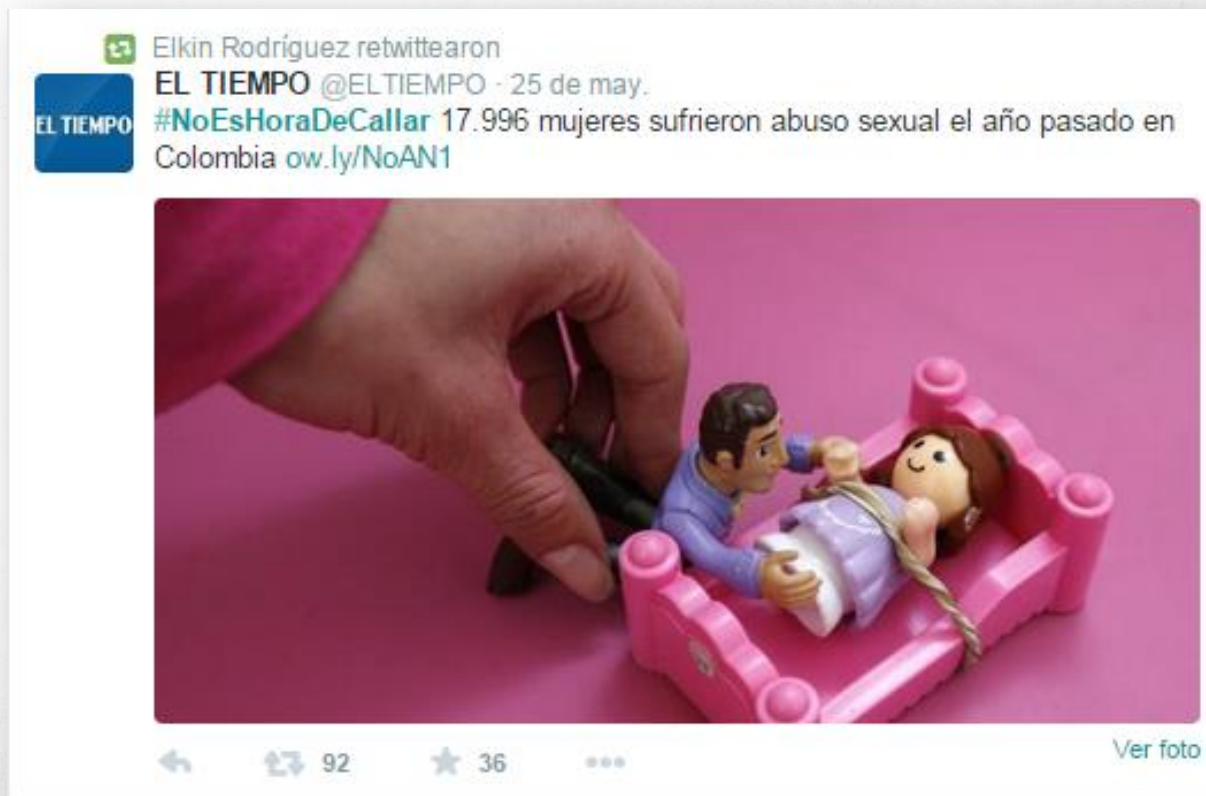 Elkin Rodríguez retwittearon
EL TIEMPO @ELTIEMPO · 25 de may.
EL TIEMPO
#NoEsHoraDeCallar 17.996 mujeres sufrieron abuso sexual el año pasado en
Colombia ow.ly/NoAN1
92
36
Ver foto